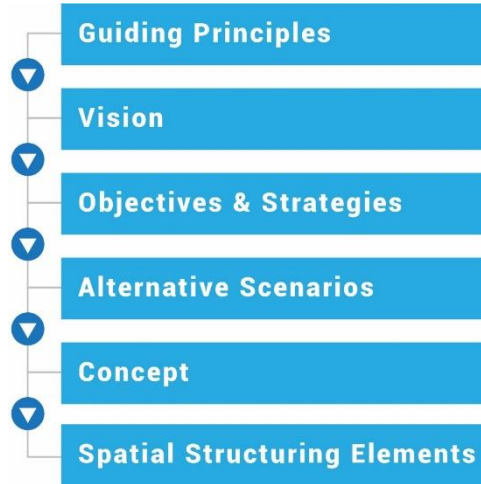 Guiding Principles
Vision
Objectives & Strategies
Alternative Scenarios
Concept
Spatial Structuring Elements